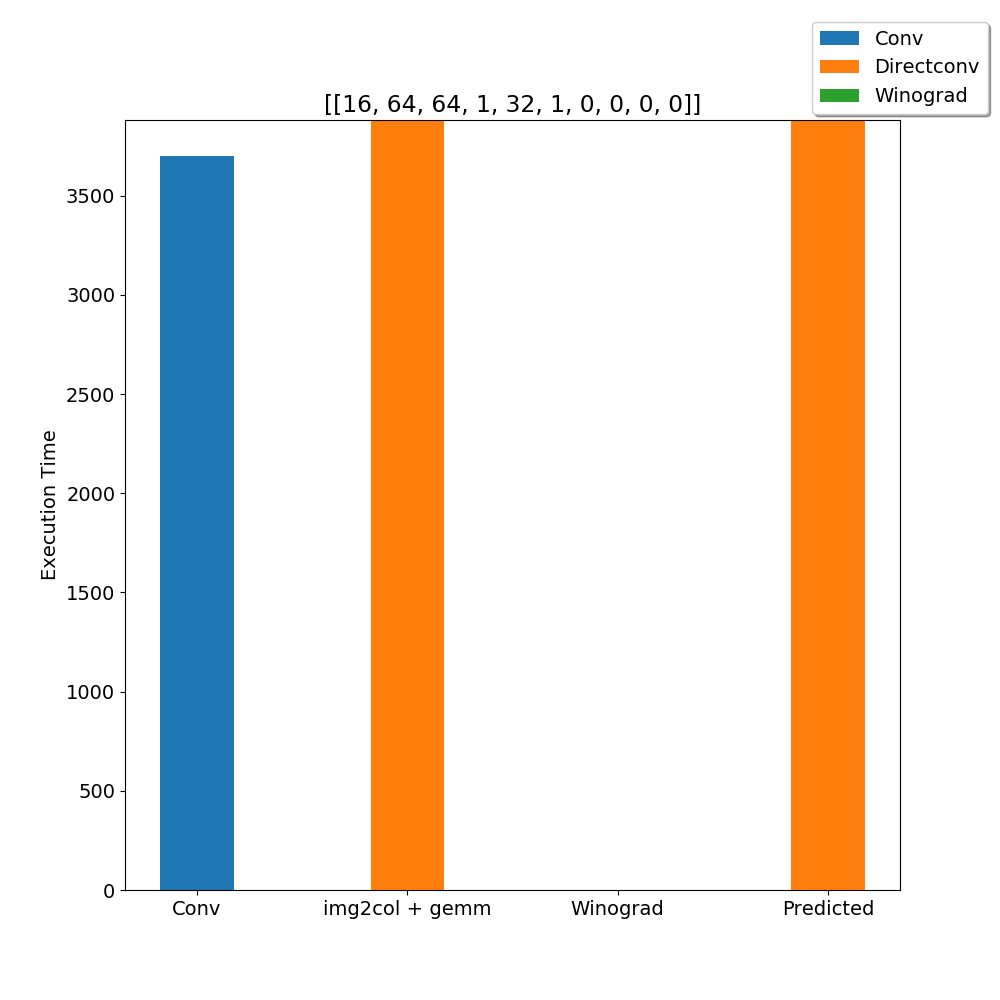 Conv
Directconv
Winograd
[[16, 64, 64, 1, 32, 1, 0, 0, 0, 0]]
3500
3000
2500
2000
1500
1000
500
0
Execution Time
Conv
img2col + gemm
Winograd
Predicted